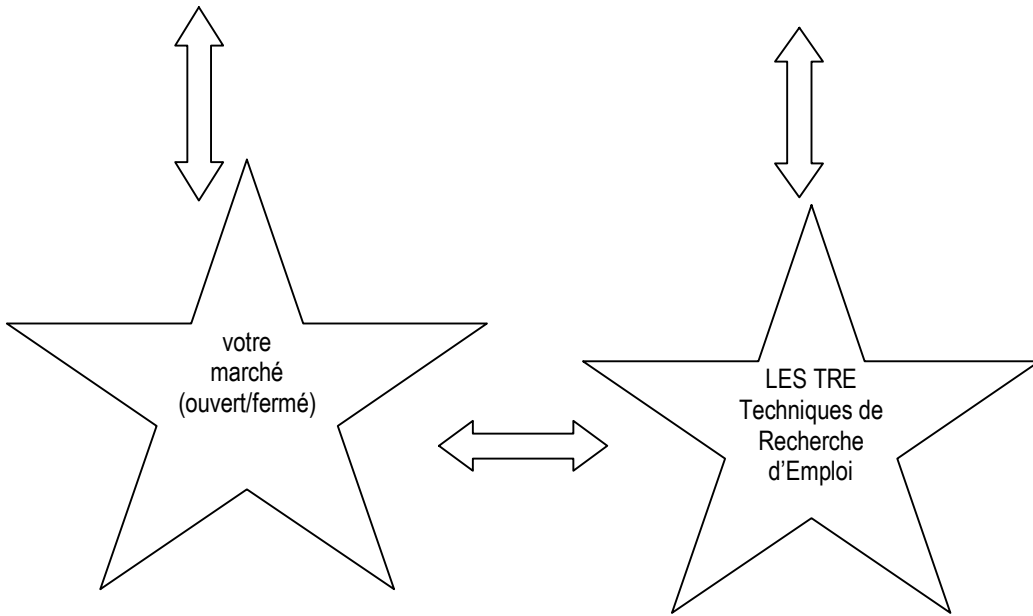 votre
marché
(ouvert/fermé)
LES TRE
Techniques de
Recherche
d’Emploi